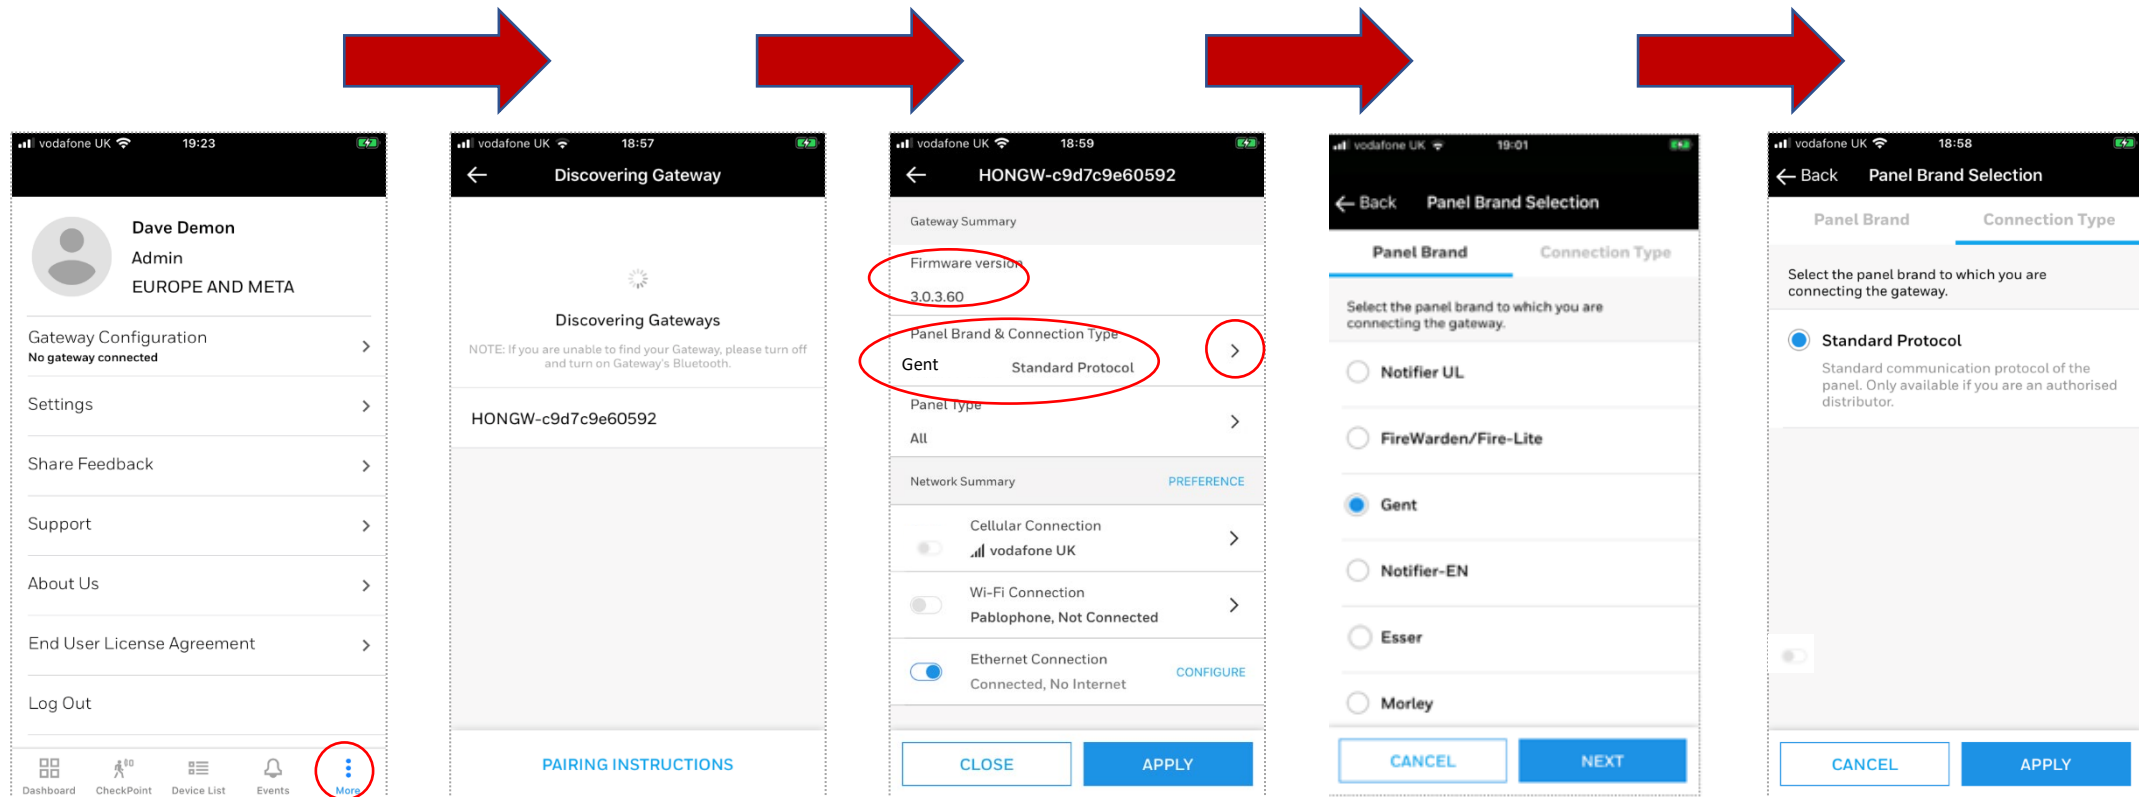 vodafone UK
19:23
Dave Demon
Admin
EUROPE AND META
Gateway Configuration
No gateway connected
Settings
Share Feedback
Support
About Us
End User License Agreement
Log Out
Dashboard
CheckPoint
Device List
Events
More
vodafone UK
18:57
Discovering Gateway
Discovering Gateways
NOTE: If you are unable to find your Gateway, please turn off
and turn on Gateway's Bluetooth.
HONGW-c9d7c9e60592
PAIRING INSTRUCTIONS
vodafone UK
18:59
HONGW-c9d7c9e60592
Gateway Summary
Firmware version
3.0.3.60
Panel Brand & Connection Type
Gent Standard Protocol
Panel Type
All
Network Summary
PREFERENCE
Cellular Connection
vodafone UK
Wi-Fi Connection
Pablophone, Not Connected
Ethernet Connection
Connected, No Internet
CONFIGURE
CLOSE
APPLY
vodafone UK
19:01
Back
Panel Brand Selection
Panel Brand
Connection Type
Select the panel brand to which you are
connecting the gateway.
Notifier UL
FireWarden/Fire-Lite
Gent
Notifier-EN
Esser
Morley
CANCEL
NEXT
vodafone UK
18:58
Back
Panel Brand Selection
Panel Brand
Connection Type
Select the panel brand to which you are
connecting the gateway.
Standard Protocol
Standard communication protocol of the
panel. Only available if you are an authorised
distributor.
CANCEL
APPLY